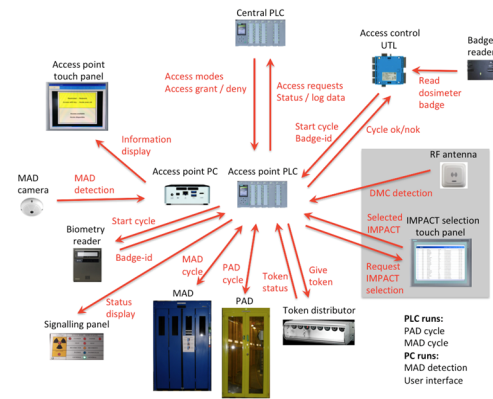 Central PLC
Access control
UTL
Badge
reader
Access point
touch panel
Access modes
Access grant / deny
Access requests
Status / log data
Read
dosimeter
badge
Start cycle
Badge-id
Cycle ok/nok
Information
display
RF antenna
MAD
camera
MAD
detection
Access point PC
Access point PLC
DMC detection
Biometry
reader
Start cycle
Badge-id
Selected
IMPACT
IMPACT selection
touch panel
MAD
cycle
PAD
cycle
Token
status
Give
token
Request
IMPACT
selection
Status
display
Signalling panel
MAD
PAD
Token distributor
PLC runs:
PAD cycle
MAD cycle
PC runs:
MAD detection
User interface